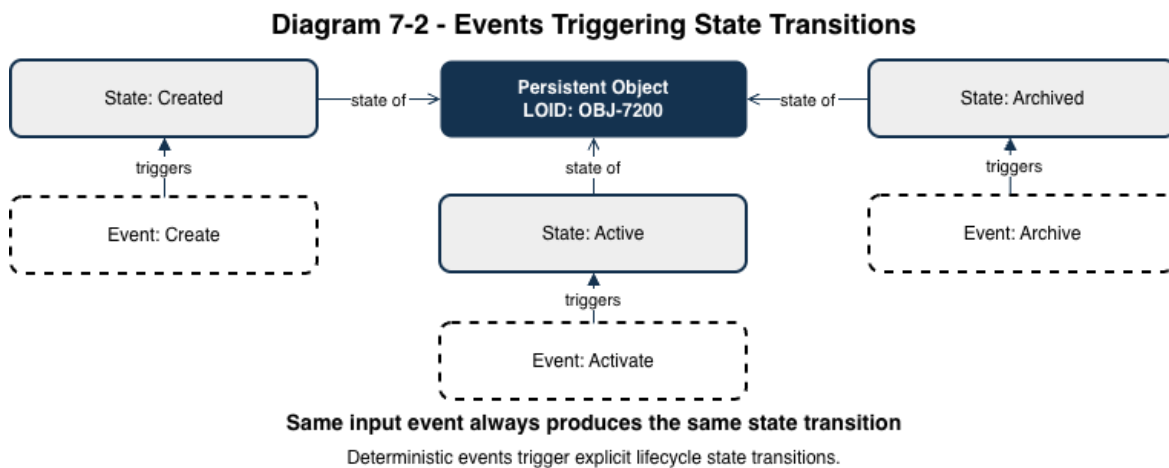 Diagram 7-2 - Events Triggering State Transitions
State: Created
state of
Persistent Object
LOID: OBJ-7200
state of
State: Archived
triggers
state of
triggers
Event: Create
State: Active
Event: Archive
triggers
Event: Activate
Same input event always produces the same state transition
Deterministic events trigger explicit lifecycle state transitions.